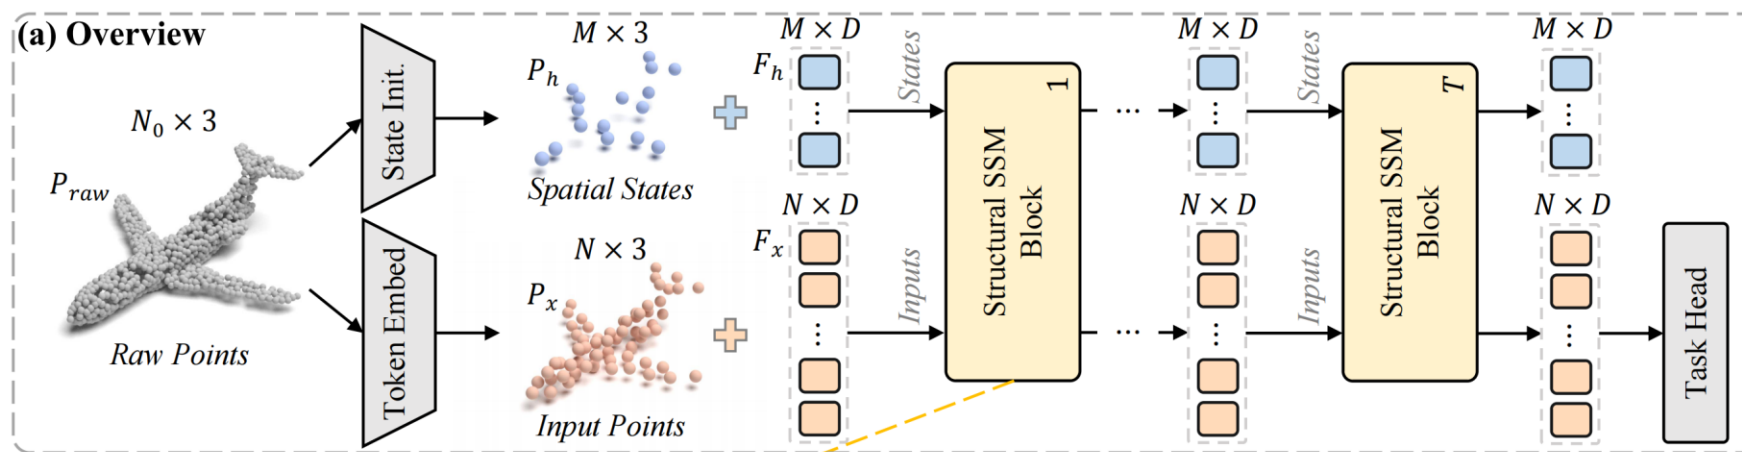 (a) Overview
N₀ × 3
P_raw
Raw Points
State Init.
Token Embed
M × 3
P_h
Spatial States
N × 3
P_x
Input Points
M × D
F_h
...
N × D
F_x
...
States
Inputs
Structural SSM
Block
1
...
...
M × D
...
N × D
...
States
Inputs
Structural SSM
Block
T
M × D
...
N × D
...
Task Head